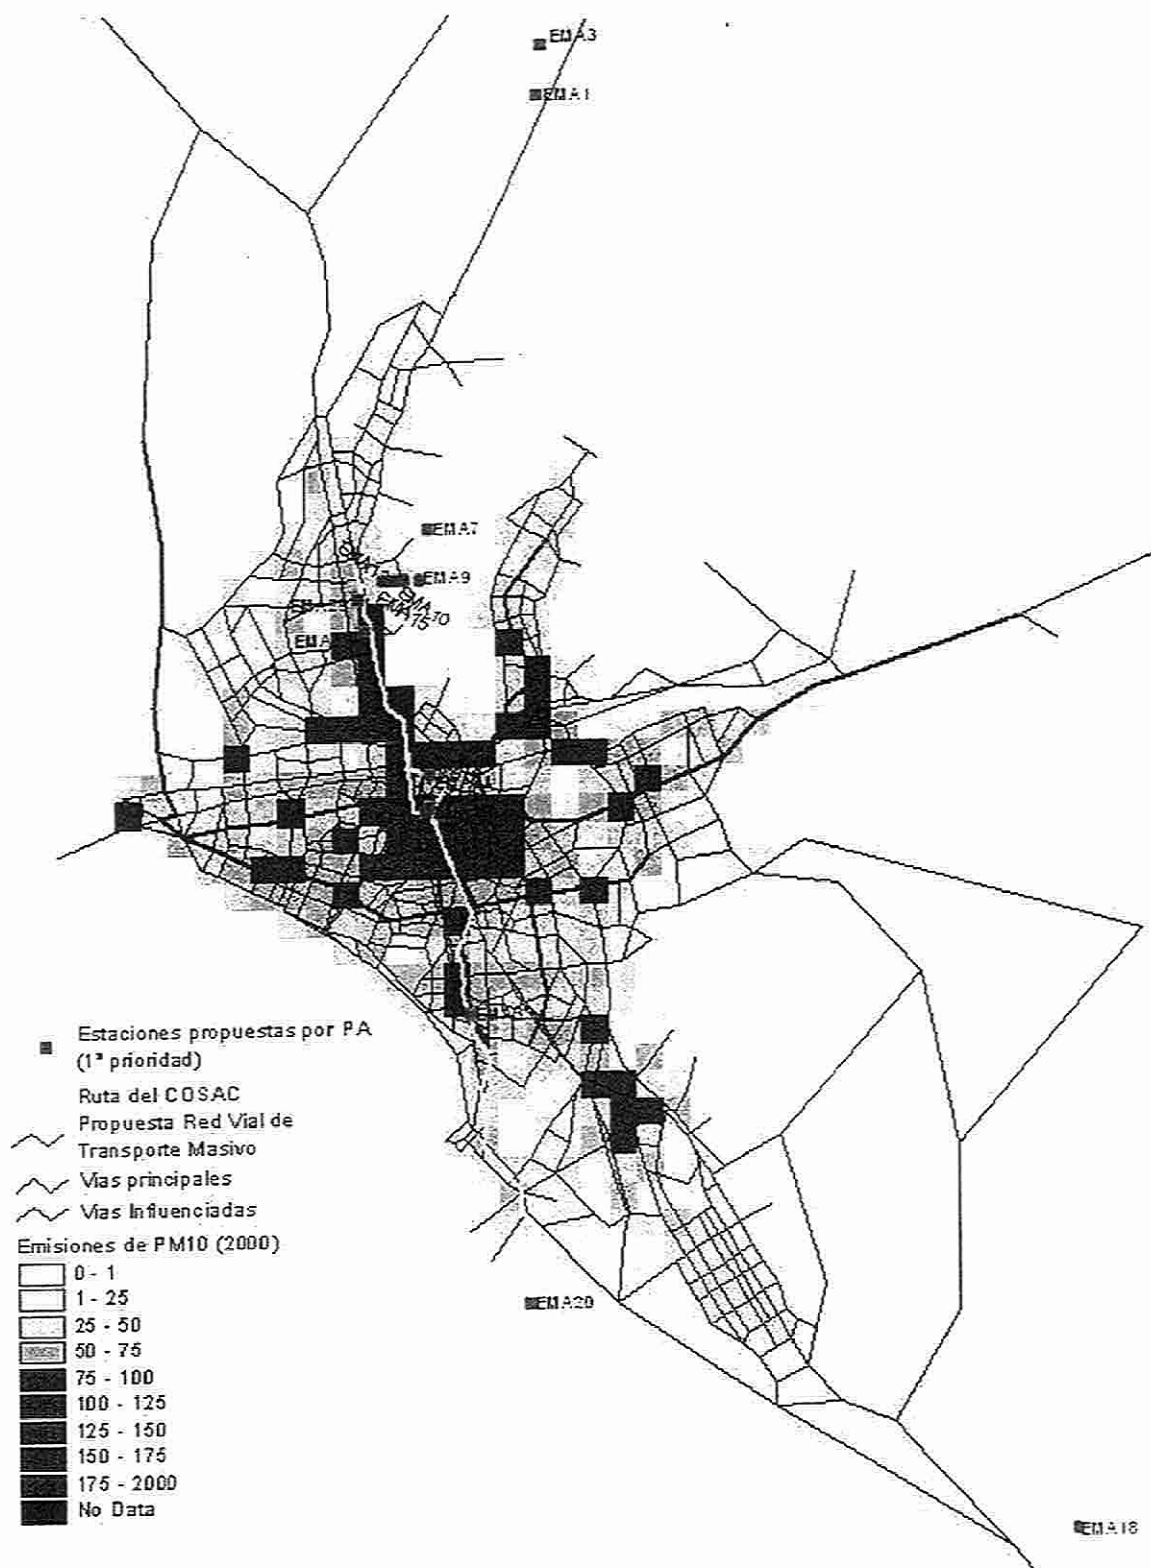 EMA3
EMA1
EMA7
EMA9
Estaciones propuestas por PA
(1ª prioridad)
Ruta del COSAC
Propuesta Red Vial de
Transporte Masivo
Vias principales
Vias Influenciadas
Emisiones de PM10 (2000)
0 - 1
1 - 25
25 - 50
50 - 75
75 - 100
100 - 125
125 - 150
150 - 175
175 - 2000
No Data
EMA20
EMA18